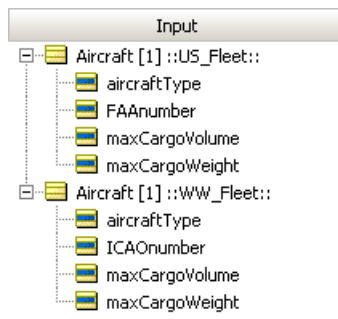 Input
Aircraft [1] ::US_Fleet::
aircraftType
FAAnumber
maxCargoVolume
maxCargoWeight
Aircraft [1] ::WW_Fleet::
aircraftType
ICAOnumber
maxCargoVolume
maxCargoWeight